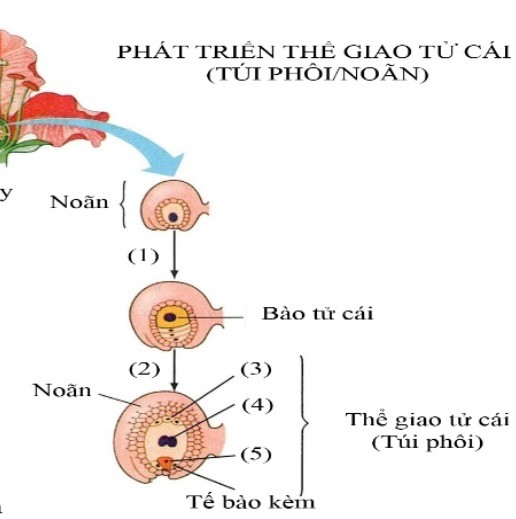 PHÁT TRIỂN THỂ GIAO TỬ CÁI
(TÚI PHÔI/NOÃN)
y
Noãn
(1)
Bào tử cái
(2)
(3)
Noãn
(4)
Thể giao tử cái
(Túi phôi)
(5)
Tế bào kèm